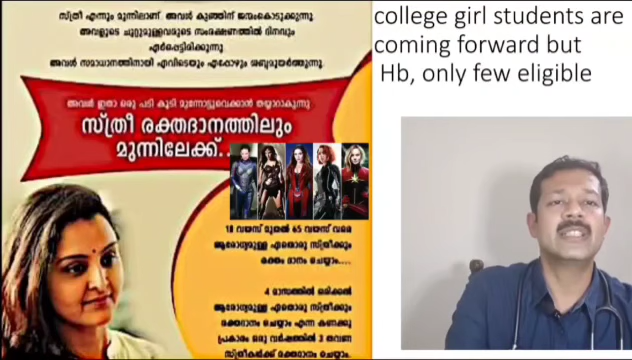 സ്ത്രീ എന്നും മുന്നിലാണ്. അവൾ കുഞ്ഞിന് ജന്മംകൊടുക്കുന്നു.
അവളുടെ ചുറ്റുമുള്ളവരുടെ സംരക്ഷണത്തിൽ ദിനവും
ഏർപ്പെട്ടിരിക്കുന്നു.
അവൾ സമാധാനത്തിനായി എവിടെയും എപ്പോഴും ശബ്ദമുയർത്തുന്നു.
അവൾ ഇതാ ഒരു പടി കൂടി മുന്നോട്ടുവെക്കാൻ തയ്യാറാകുന്നു
സ്ത്രീ രക്തദാനത്തിലും
മുന്നിലേക്ക്..
18 വയസ് മുതൽ 65 വയസ് വരെ
ആരോഗ്യമുള്ള ഏതൊരു സ്ത്രീക്കും
രക്തം ദാനം ചെയ്യാം....
4 മാസത്തിൽ ഒരിക്കൽ
ആരോഗ്യമുള്ള ഏതൊരു സ്ത്രീക്കും
രക്തദാനം ചെയ്യാം എന്ന കണക്കു
പ്രകാരം ഒരു വർഷത്തിൽ 3 തവണ
സ്ത്രീകൾക്ക് രക്തദാനം ചെയ്യാം.
college girl students are
coming forward but
Hb, only few eligible